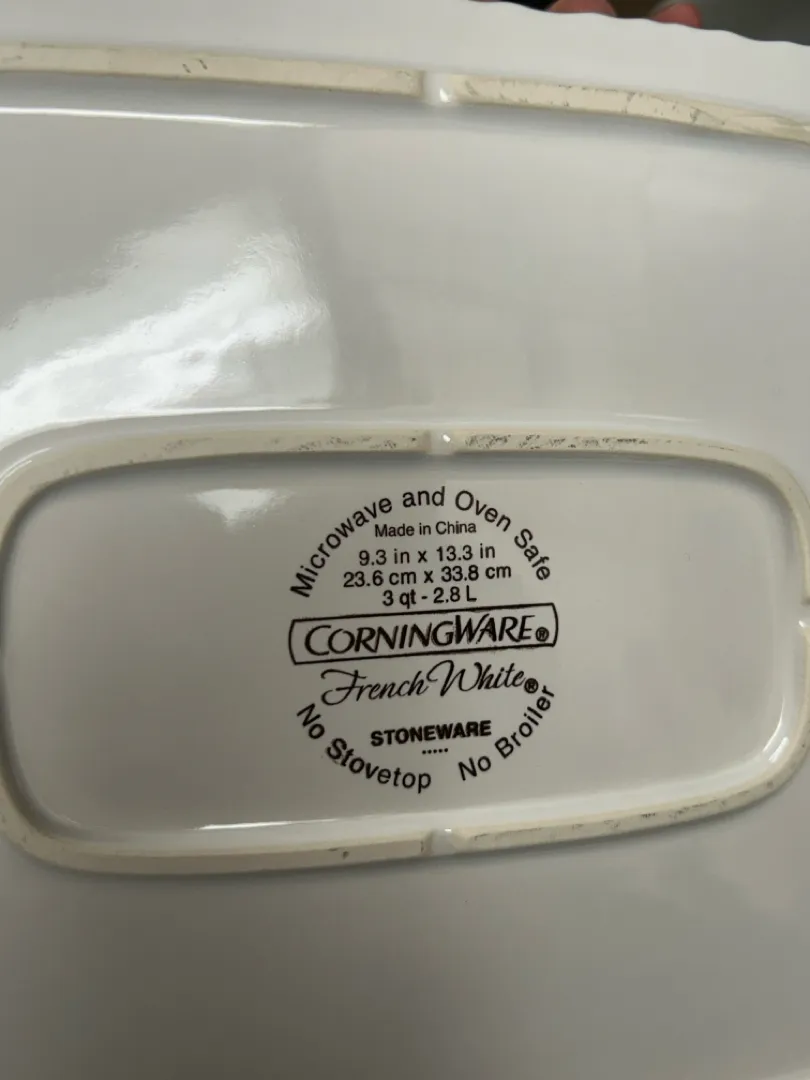 Microwave and Oven Safe
Made in China
9.3 in x 13.3 in
23.6 cm x 33.8 cm
3 qt - 2.8 L
CORNINGWARE®
French White®
STONEWARE
No Stovetop No Broiler